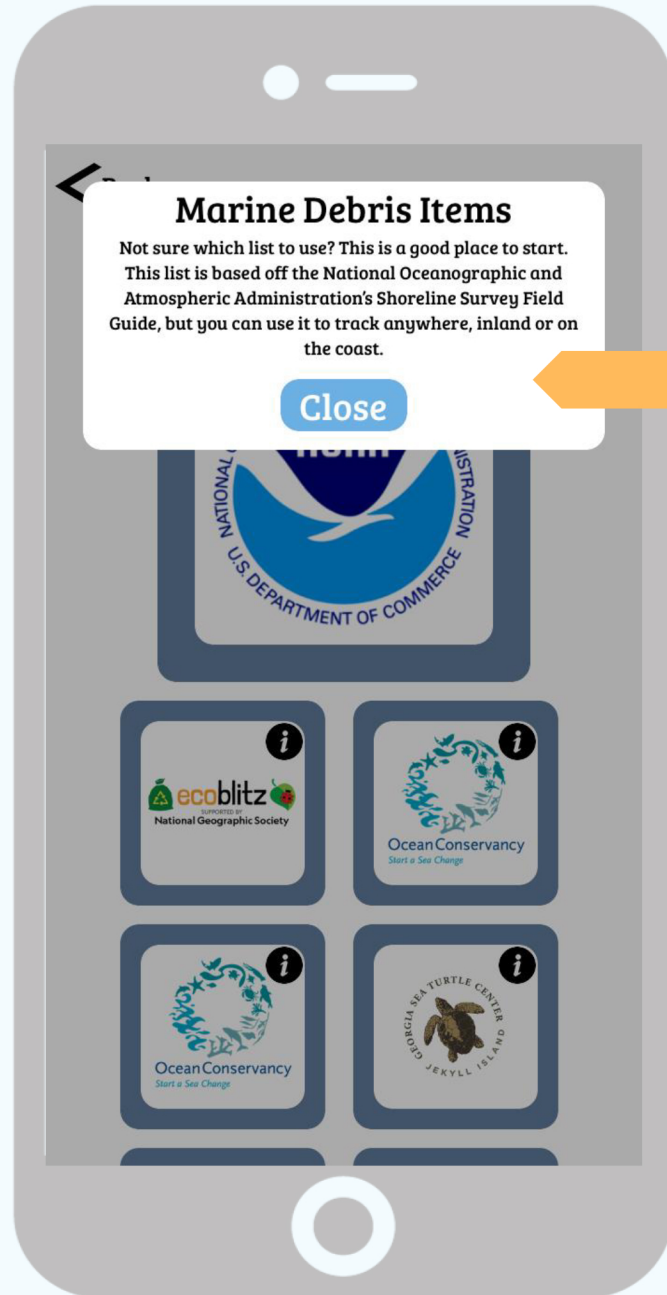 Marine Debris Items
Not sure which list to use? This is a good place to start.
This list is based off the National Oceanographic and
Atmospheric Administration's Shoreline Survey Field
Guide, but you can use it to track anywhere, inland or on
the coast.
Close
U.S. DEPARTMENT OF COMMERCE
i
i
ecoblitz
SUPPORTED BY
National Geographic Society
Ocean Conservancy
Start a Sea Change
i
i
Ocean Conservancy
Start a Sea Change
GEORGIA SEA TURTLE CENTER
JEKYLL ISLAND